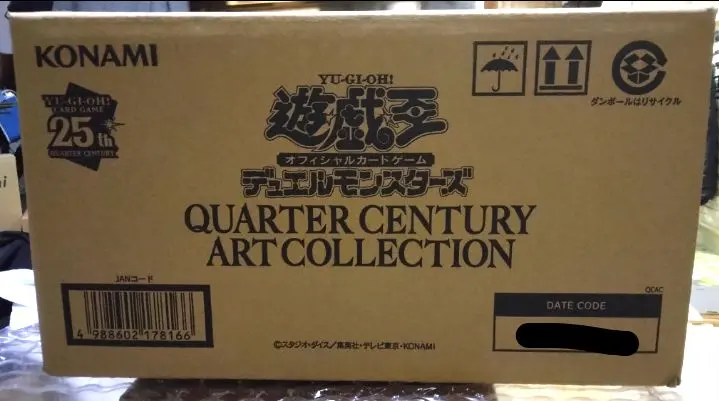 KONAMI
YU-GI-OH!
CARD GAME
25th
QUARTER CENTURY
YU-GI-OH!
遊戯王
オフィシャルカードゲーム
デュエルモンスターズ
QUARTER CENTURY
ART COLLECTION
ダンボールはリサイクル
JANコード
4 988602 178166
©スタジオ・ダイス/集英社・テレビ東京・KONAMI
QCAC
DATE CODE